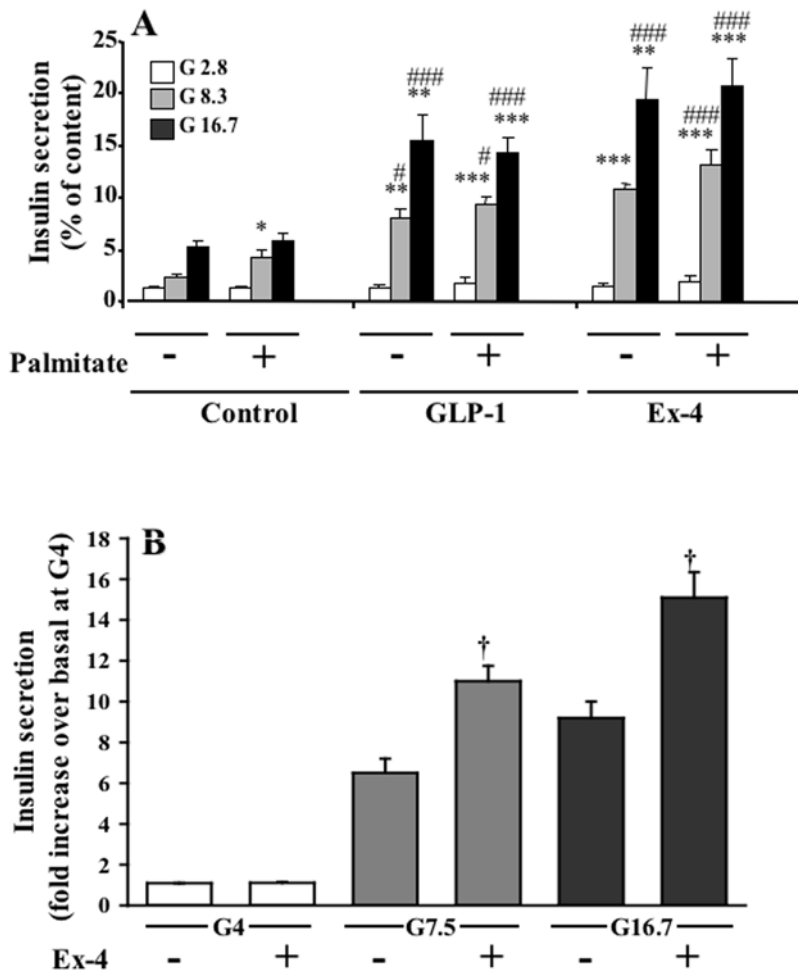 A
Insulin secretion
(% of content)
25
20
15
10
5
0
G 2.8
G 8.3
G 16.7
*
#
**
###
**
#
***
###
***
***
###
**
###
***
###
***
Palmitate - + - + - +
Control GLP-1 Ex-4
B
Insulin secretion
(fold increase over basal at G4)
18
16
14
12
10
8
6
4
2
0
†
†
G4 G7.5 G16.7
Ex-4 - + - + - +